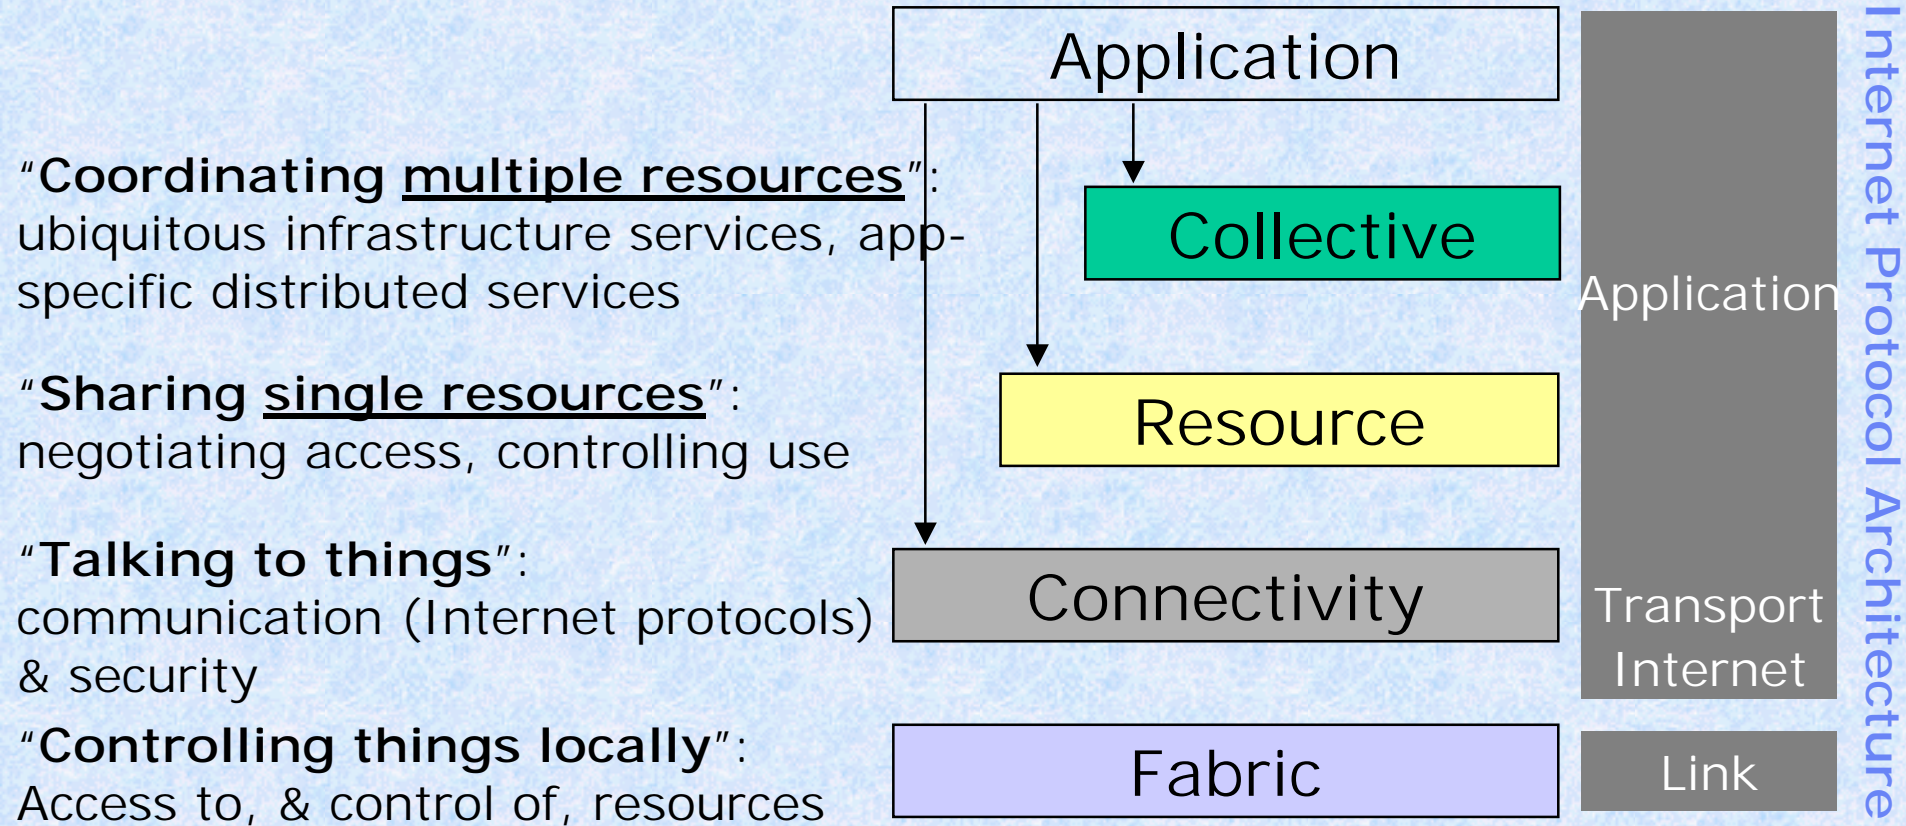 Application
“Coordinating multiple resources”:
ubiquitous infrastructure services, app-
specific distributed services
Collective
“Sharing single resources”:
negotiating access, controlling use
Resource
“Talking to things”:
communication (Internet protocols)
& security
Connectivity
“Controlling things locally”:
Access to, & control of, resources
Fabric
Application
Transport
Internet
Link
Internet Protocol Architecture